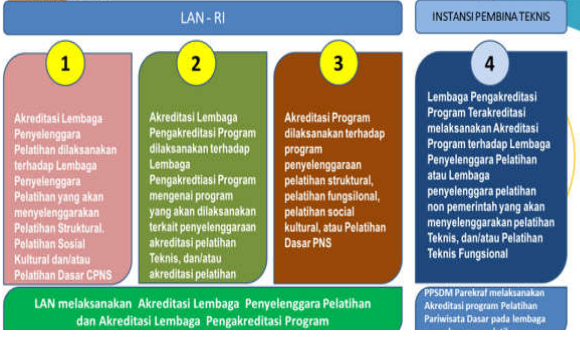 LAN - RI
INSTANSI PEMBINA TEKNIS
1
Akreditasi Lembaga
Penyelenggara
Pelatihan dilaksanakan
terhadap Lembaga
Penyelenggara
Pelatihan yang akan
menyelenggarakan
Pelatihan Struktural.
Pelatihan Sosial
Kultural dan/atau
Pelatihan Dasar CPNS
2
Akreditasi Lembaga
Pengakreditasi Program
dilaksanakan terhadap
Lembaga
Pengakredtiasi Program
mengenai program
yang akan dilaksanakan
terkait penyelenggaraan
akreditasi pelatihan
Teknis, dan/atau
akreditasi pelatihan
3
Akreditasi Program
dilaksanakan terhadap
program
penyelenggaraan
pelatihan struktural,
pelatihan fungsilonal,
pelatihan social
kultural, atau Pelatihan
Dasar PNS
4
Lembaga Pengakreditasi
Program Terakreditasi
melaksanakan Akreditasi
Program terhadap Lembaga
Penyelenggara Pelatihan
atau Lembaga
penyelenggara pelatihan
non pemerintah yang akan
menyelenggarakan pelatihan
Teknis, dan/atau Pelatihan
Teknis Fungsional
LAN melaksanakan Akreditasi Lembaga Penyelenggara Pelatihan
dan Akreditasi Lembaga Pengakreditasi Program
PPSDM Parekraf melaksanakan
Akreditasi program Pelatihan
Pariwisata Dasar pada lembaga